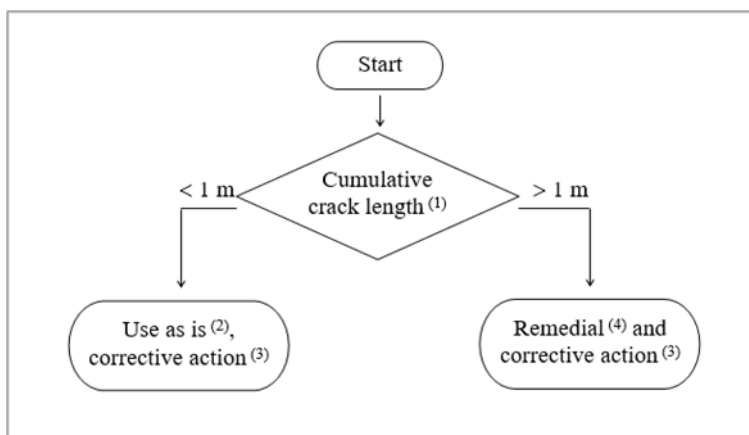 Start
Cumulative
crack length (1)
< 1 m
> 1 m
Use as is (2),
corrective action (3)
Remedial (4) and
corrective action (3)